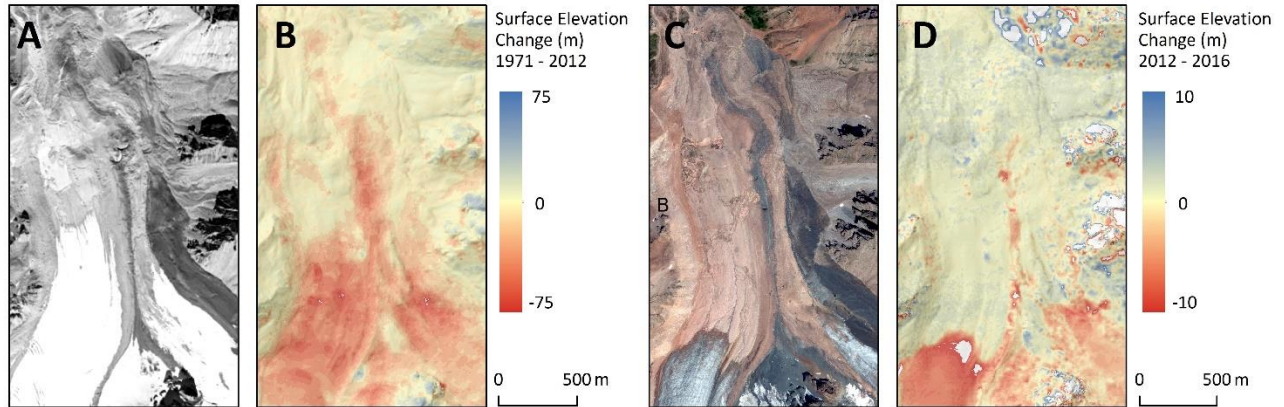 A
B
Surface Elevation
Change (m)
1971 - 2012
75
0
-75
0 500 m
C
B
D
Surface Elevation
Change (m)
2012 - 2016
10
0
-10
0 500 m